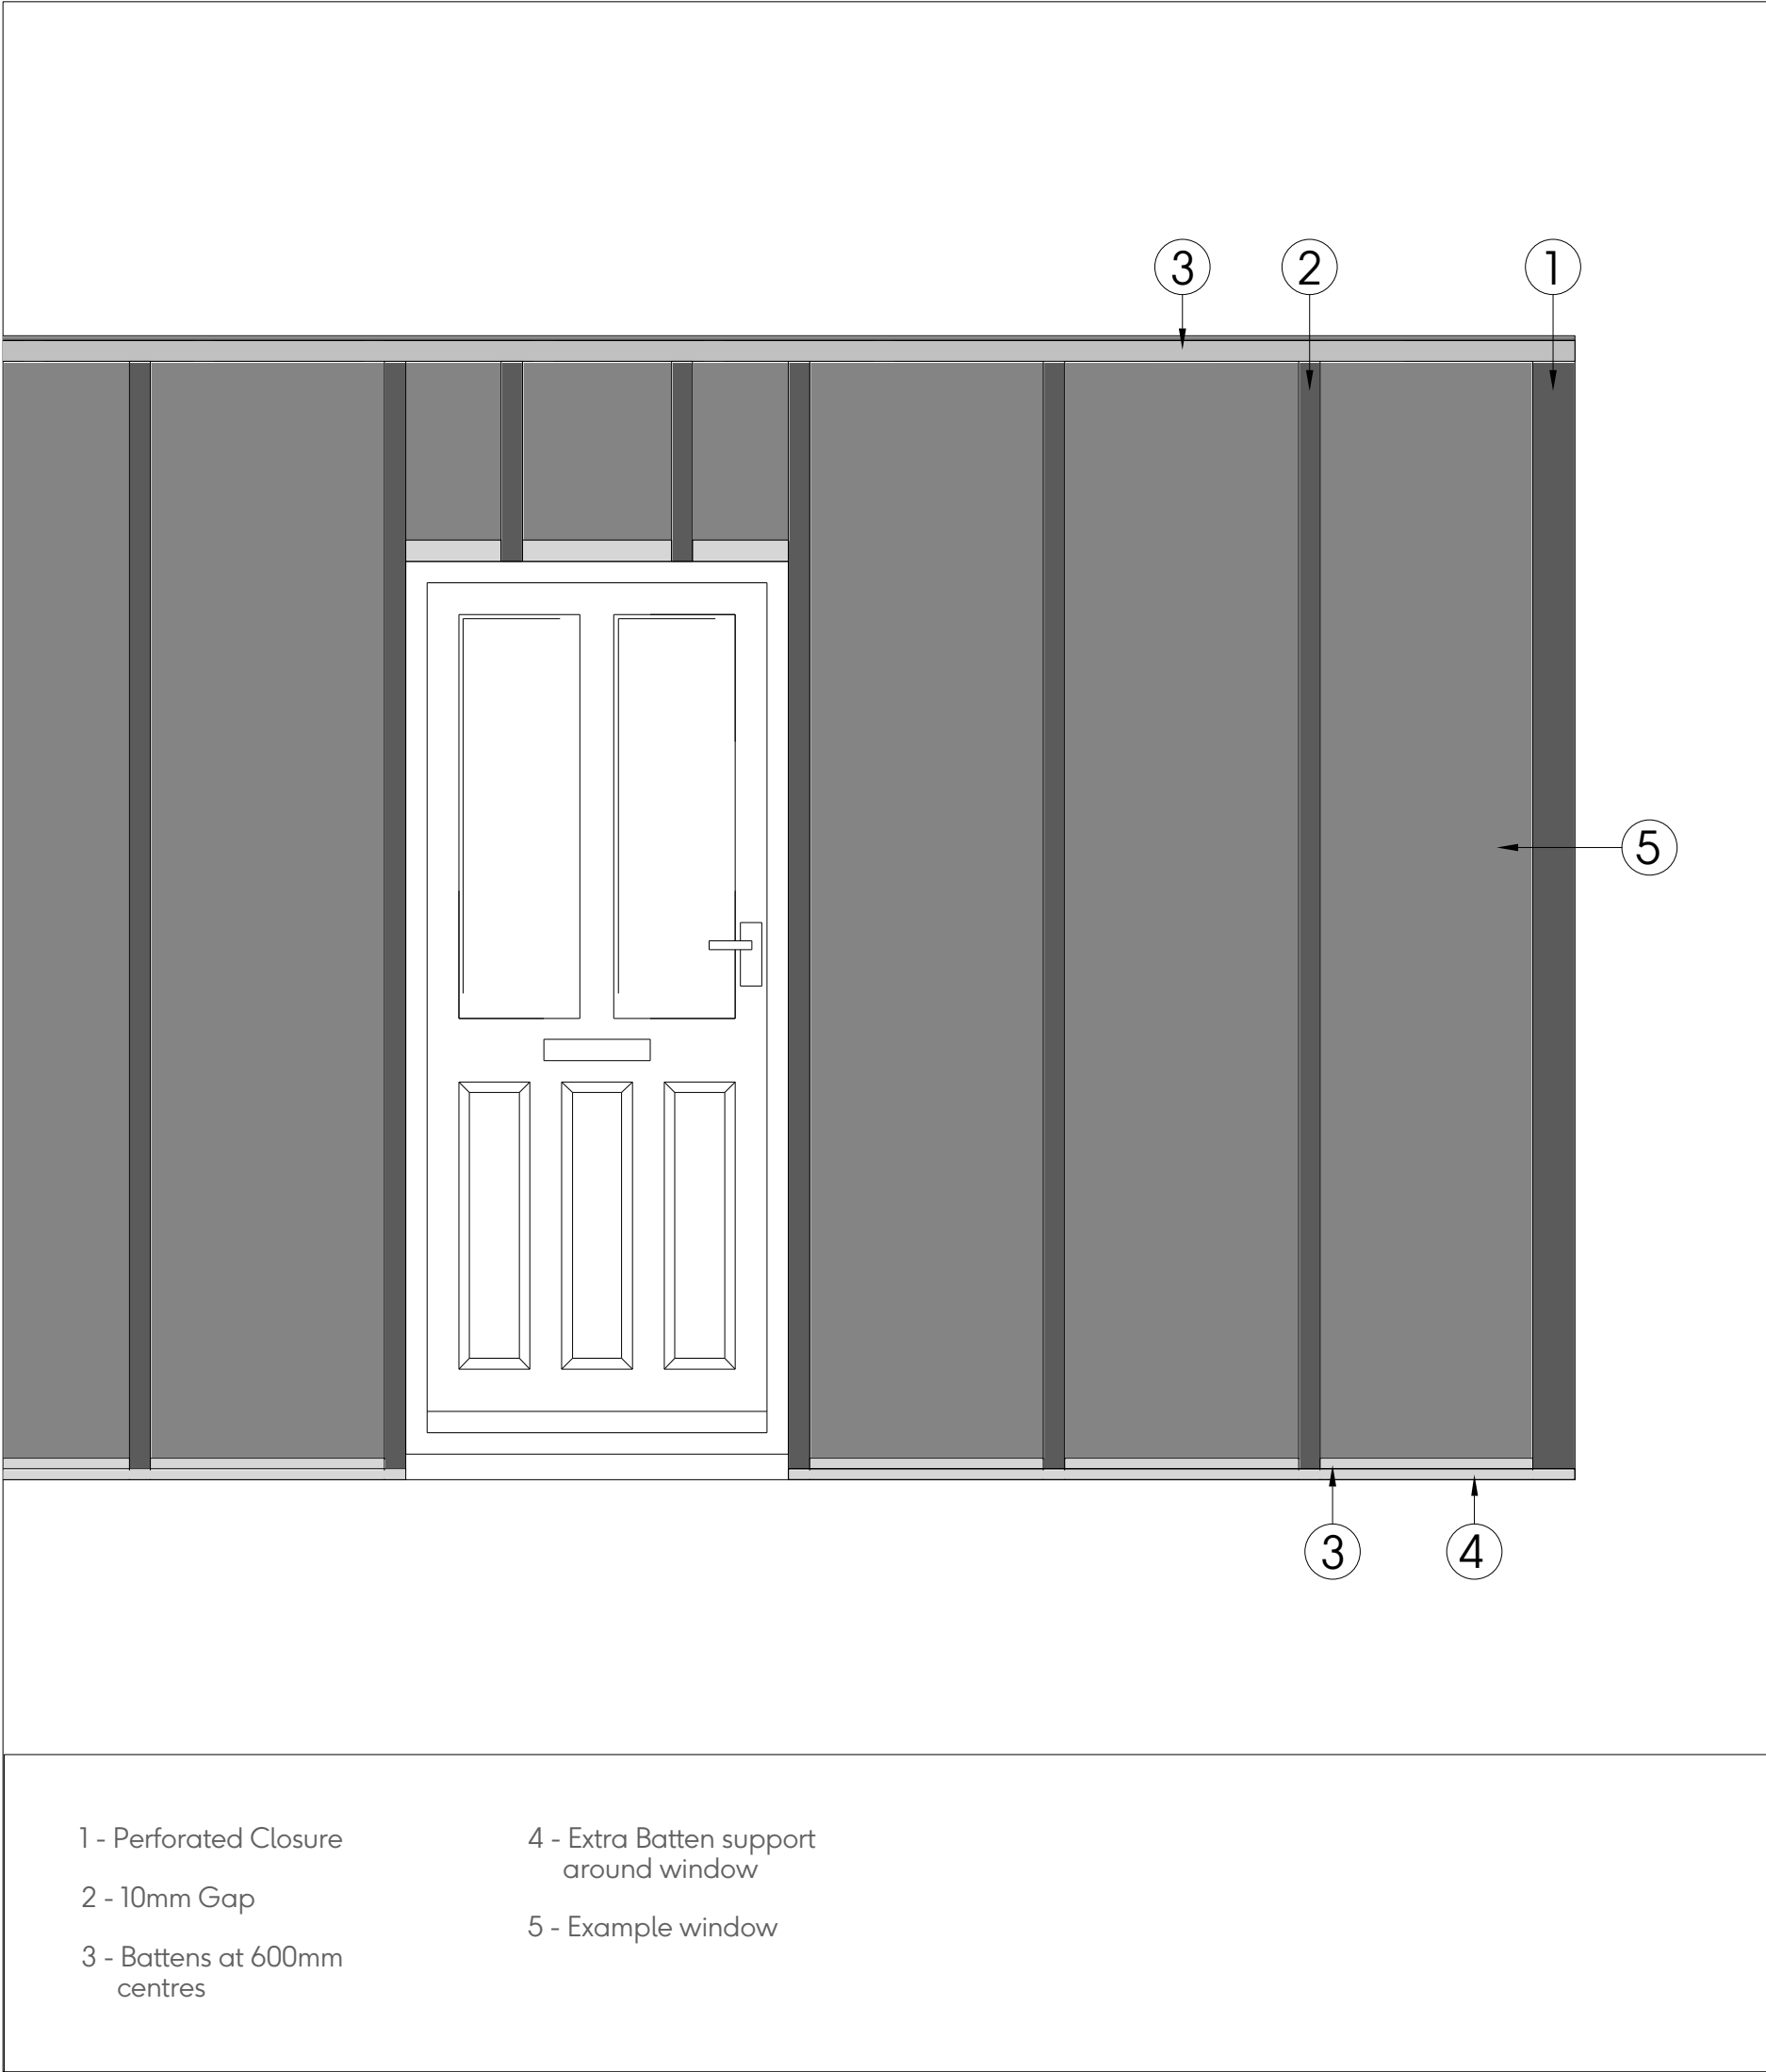 3
2
1
5
3
4
1 - Perforated Closure
2 - 10mm Gap
3 - Battens at 600mm
centres
4 - Extra Batten support
around window
5 - Example window